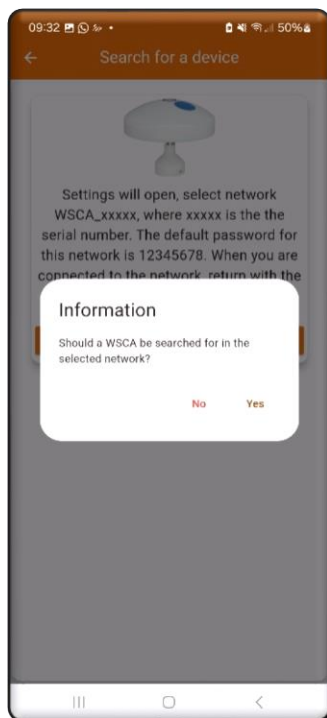 09:32
50%
Search for a device
Settings will open, select network
WSCA_xxxxx, where xxxxx is the the
serial number. The default password for
this network is 12345678. When you are
connected to the network, return with the
Information
Should a WSCA be searched for in the
selected network?
No Yes